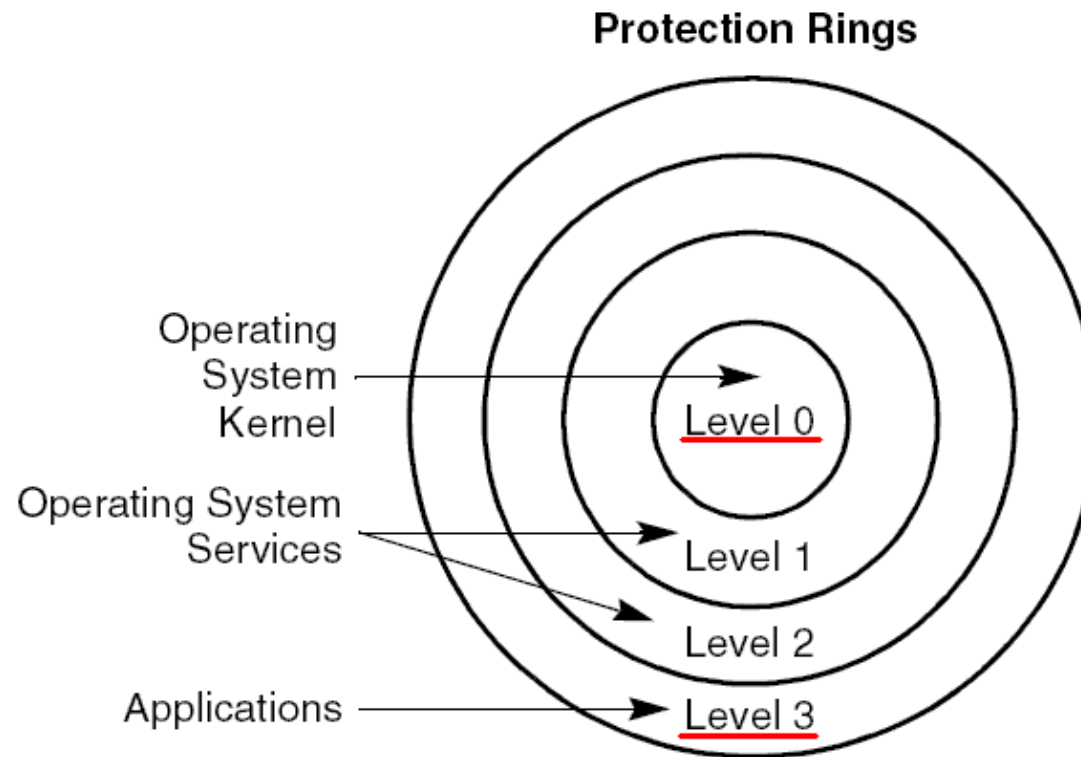 Protection Rings
Operating
System
Kernel
Level 0
Operating System
Services
Level 1
Level 2
Applications
Level 3